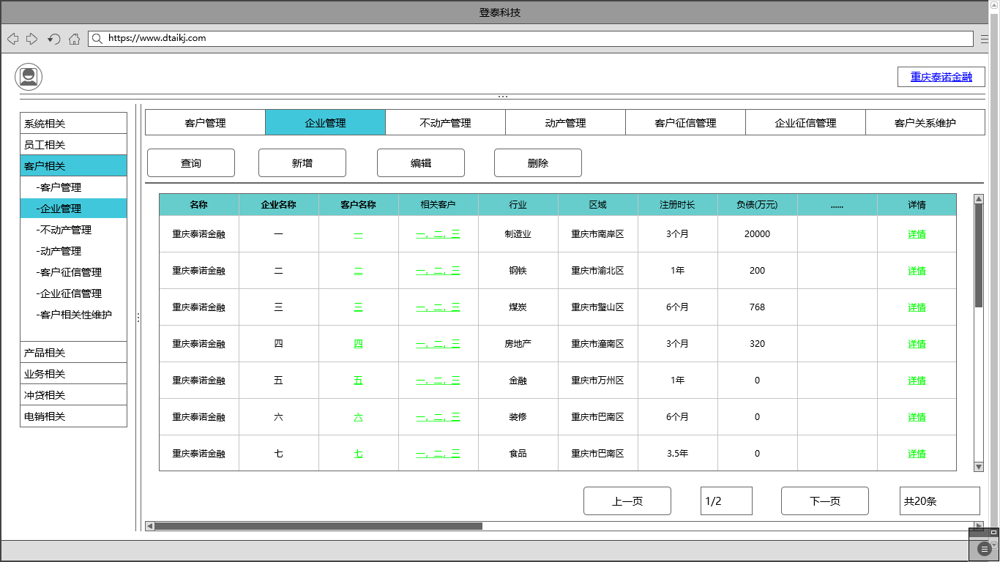 登泰科技
https://www.dtaikj.com
重庆泰诺金融
系统相关
员工相关
客户相关
-客户管理
-企业管理
-不动产管理
-动产管理
-客户征信管理
-企业征信管理
-客户相关性维护
产品相关
业务相关
冲贷相关
电销相关
客户管理 企业管理 不动产管理 动产管理 客户征信管理 企业征信管理 客户关系维护
查询 新增 编辑 删除
名称 企业名称 客户名称 相关客户 行业 区域 注册时长 负债(万元) ...... 详情
重庆泰诺金融 一 一 一，二，三 制造业 重庆市南岸区 3个月 20000 详情
重庆泰诺金融 二 二 一，二，三 钢铁 重庆市渝北区 1年 200 详情
重庆泰诺金融 三 三 一，二，三 煤炭 重庆市璧山区 6个月 768 详情
重庆泰诺金融 四 四 一，二，三 房地产 重庆市潼南区 3个月 320 详情
重庆泰诺金融 五 五 一，二，三 金融 重庆市万州区 1年 0 详情
重庆泰诺金融 六 六 一，二，三 装修 重庆市巴南区 6个月 0 详情
重庆泰诺金融 七 七 一，二，三 食品 重庆市巴南区 3.5年 0 详情
上一页 1/2 下一页 共20条